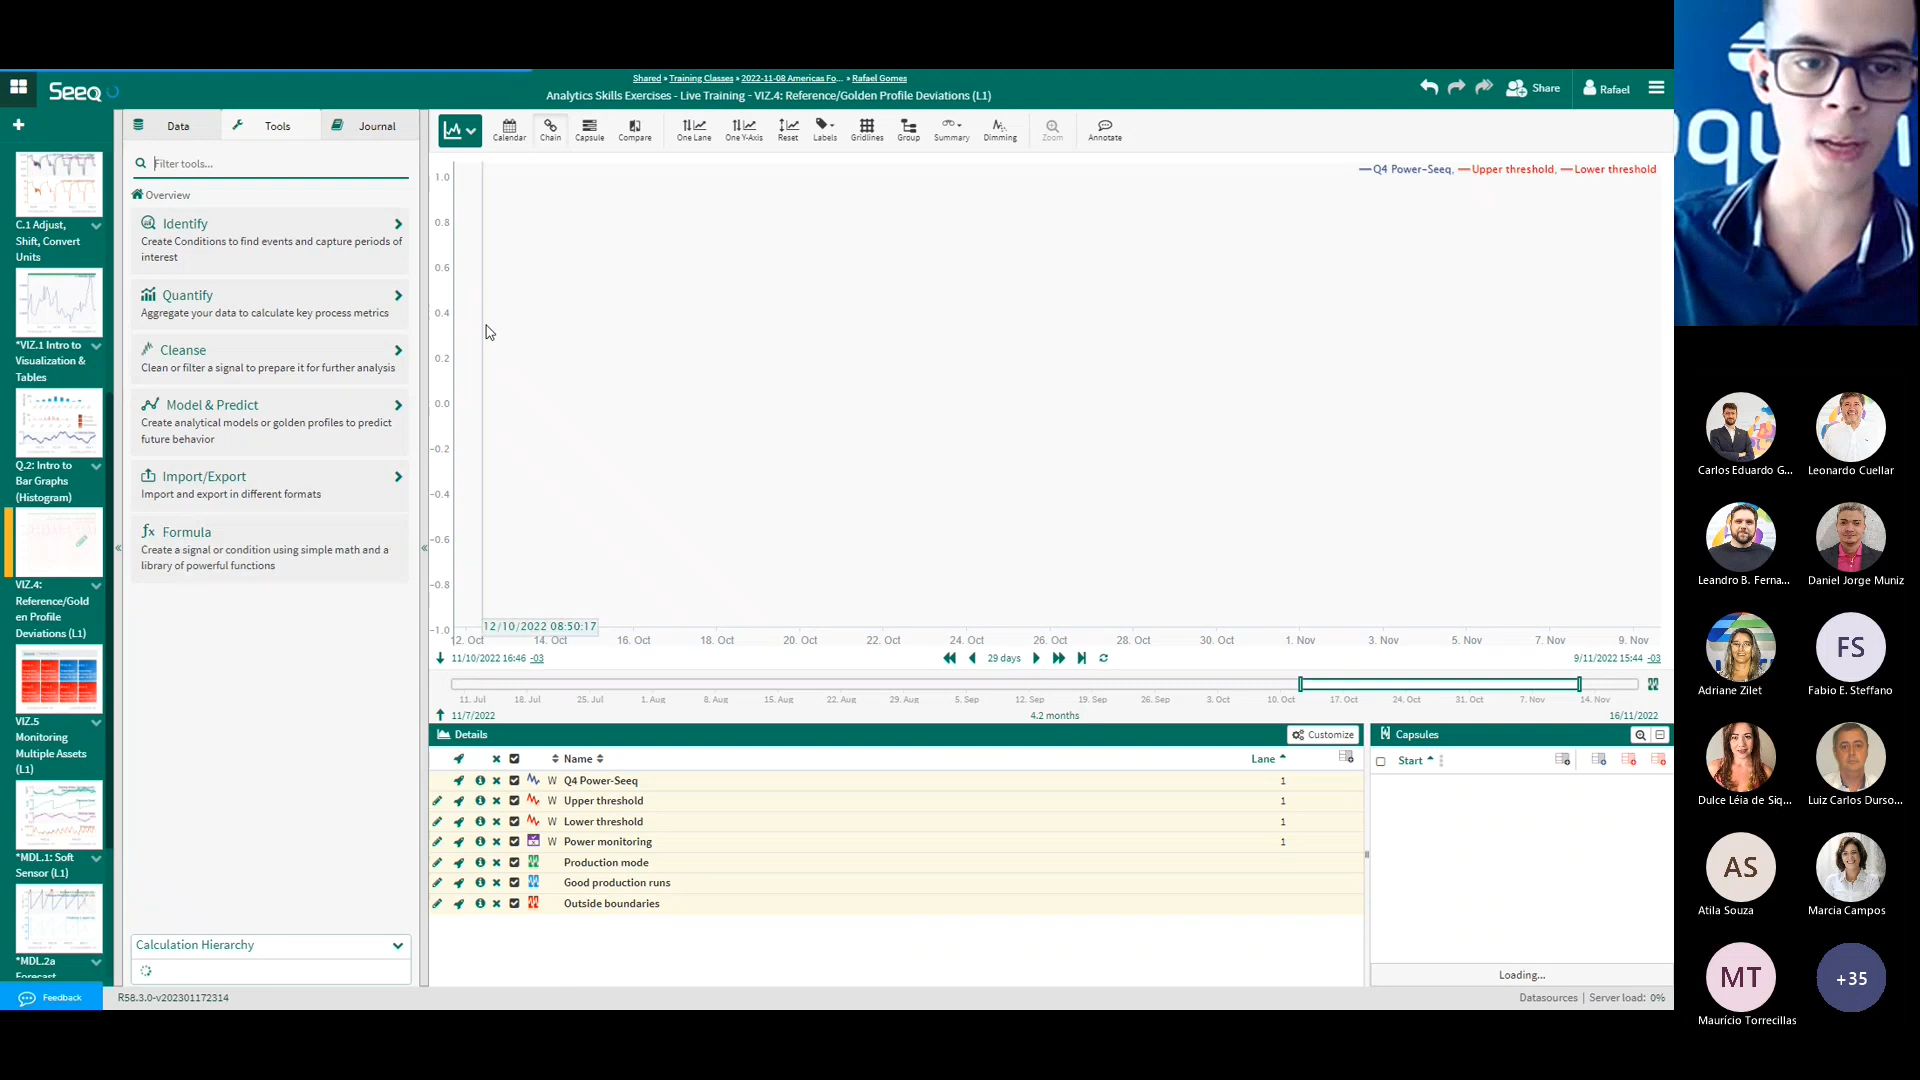 Seeq
Shared » Training Classes » 2022-11-08 Americas Fo... » Rafael Gomes
Analytics Skills Exercises - Live Training - VIZ.4: Reference/Golden Profile Deviations (L1)
Share
Rafael
Data
Tools
Journal
Calendar
Chain
Capsule
Compare
One Lane
One Y-Axis
Reset
Labels
Gridlines
Group
Summary
Dimming
Zoom
Annotate
C.1 Adjust,
Shift, Convert
Units
*VIZ.1 Intro to
Visualization &
Tables
Q.2: Intro to
Bar Graphs
(Histogram)
VIZ.4:
Reference/Gold
en Profile
Deviations (L1)
VIZ.5
Monitoring
Multiple Assets
(L1)
*MDL.1: Soft
Sensor (L1)
*MDL.2a
Forecast
Feedback
Filter tools...
Overview
Identify
Create Conditions to find events and capture periods of
interest
Quantify
Aggregate your data to calculate key process metrics
Cleanse
Clean or filter a signal to prepare it for further analysis
Model & Predict
Create analytical models or golden profiles to predict
future behavior
Import/Export
Import and export in different formats
Formula
Create a signal or condition using simple math and a
library of powerful functions
Calculation Hierarchy
R58.3.0-v202301172314
Q4 Power-Seeq, Upper threshold, Lower threshold
1.0
0.8
0.6
0.4
0.2
0.0
-0.2
-0.4
-0.6
-0.8
-1.0
12/10/2022 08:50:17
12. Oct 14. Oct 16. Oct 18. Oct 20. Oct 22. Oct 24. Oct 26. Oct 28. Oct 30. Oct 1. Nov 3. Nov 5. Nov 7. Nov 9. Nov
11/10/2022 16:46 -03
29 days
9/11/2022 15:44 -03
11. Jul 18. Jul 25. Jul 1. Aug 8. Aug 15. Aug 22. Aug 29. Aug 5. Sep 12. Sep 19. Sep 26. Sep 3. Oct 10. Oct 17. Oct 24. Oct 31. Oct 7. Nov 14. Nov
11/7/2022
4.2 months
16/11/2022
Details
Customize
Name
Lane
W Q4 Power-Seeq 1
W Upper threshold 1
W Lower threshold 1
W Power monitoring 1
Production mode
Good production runs
Outside boundaries
Capsules
Start
Loading...
Datasources | Server load: 0%
Carlos Eduardo G...
Leonardo Cuellar
Leandro B. Ferna...
Daniel Jorge Muniz
Adriane Zilet
FS
Fabio E. Steffano
Dulce Léia de Siq...
Luiz Carlos Durso...
AS
Atila Souza
Marcia Campos
MT
Maurício Torrecillas
+35